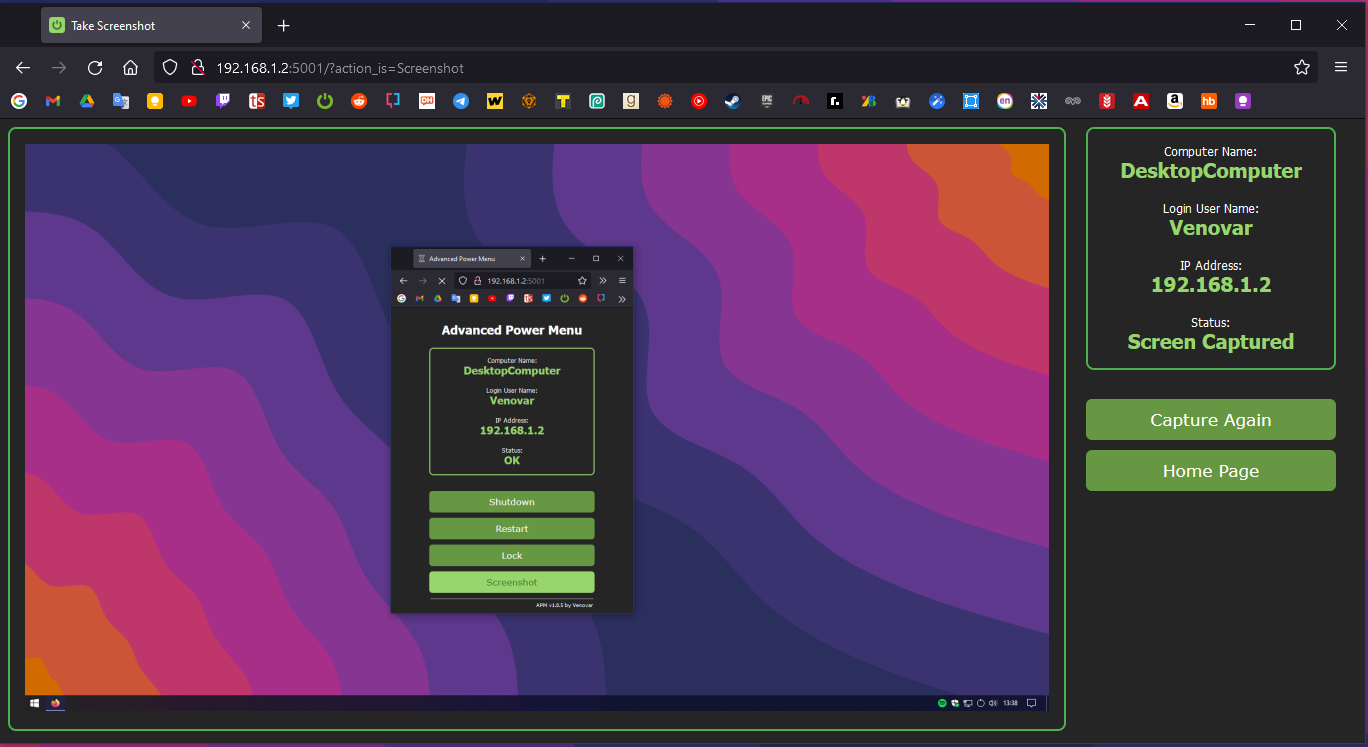 Take Screenshot
192.168.1.2:5001/?action_is=Screenshot
Advanced Power Menu
192.168.1.2:5001
Advanced Power Menu
Computer Name:
DesktopComputer
Login User Name:
Venovar
IP Address:
192.168.1.2
Status:
OK
Shutdown
Restart
Lock
Screenshot
APM v1.0.5 by Venovar
13:38
Computer Name:
DesktopComputer
Login User Name:
Venovar
IP Address:
192.168.1.2
Status:
Screen Captured
Capture Again
Home Page